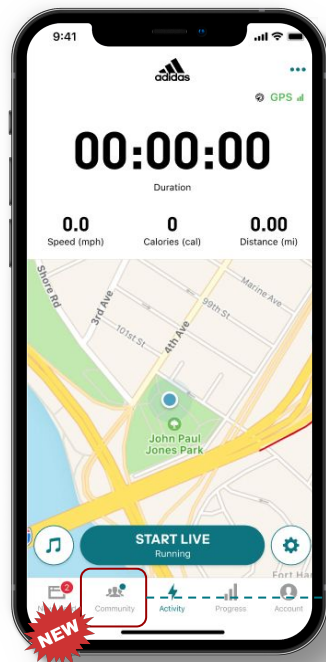 9:41
adidas
GPS
00:00:00
Duration
0.0
0
0.00
Speed (mph)
Calories (cal)
Distance (mi)
Shore Rd
3rd Ave
Marine Ave
99th St
101st St
4th Ave
John Paul
Jones Park
START LIVE
Running
Fort Ha
2
Community
Activity
Progress
Account
NEW